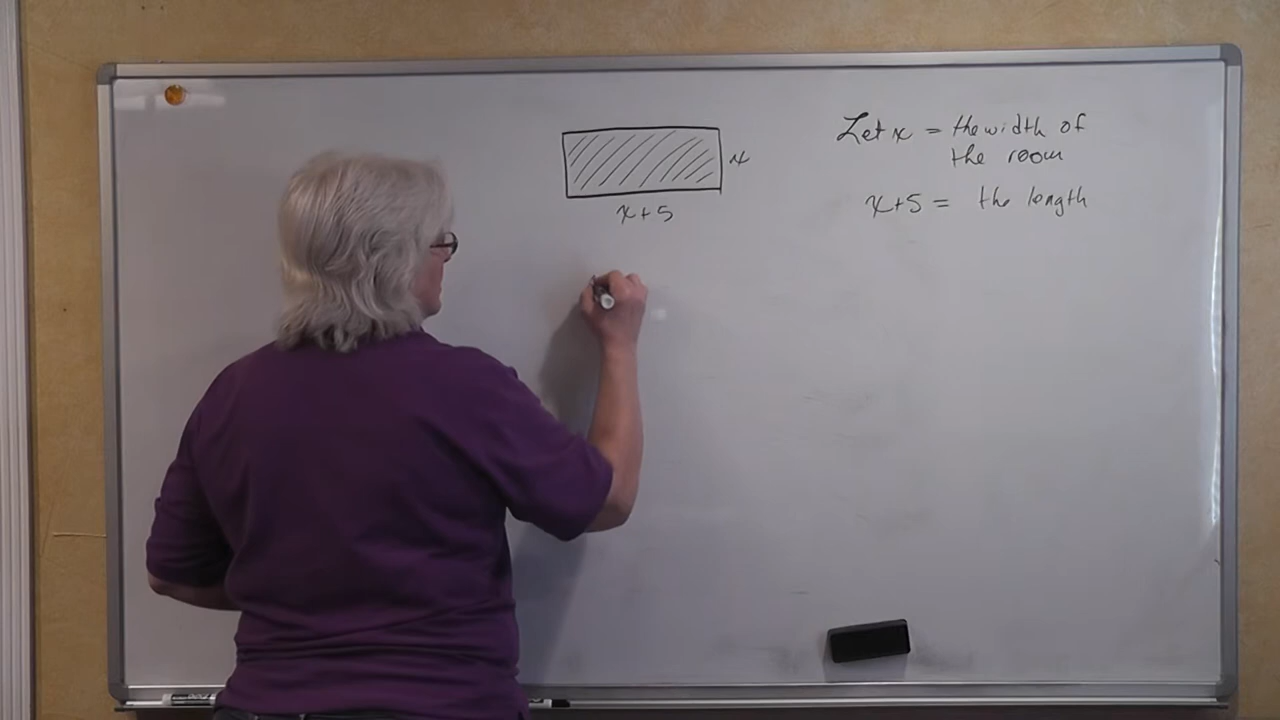 x
x+5
Let x = the width of
the room
x+5 = the length